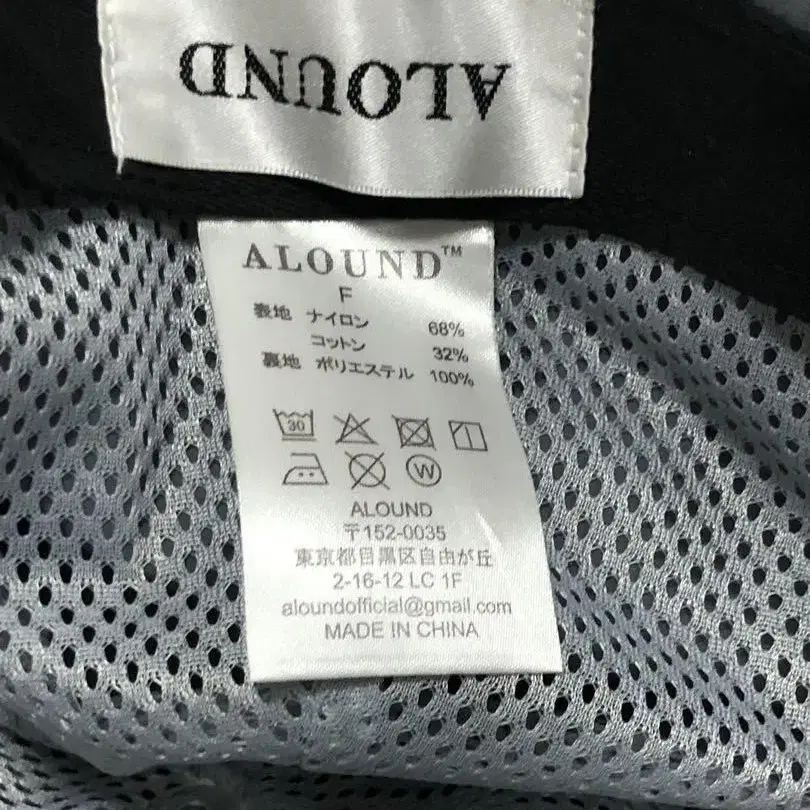 ALOUND
ALOUND™
F
表地 ナイロン 68%
コットン 32%
裏地 ポリエステル 100%
30
W
ALOUND
〒152-0035
東京都目黒区自由が丘
2-16-12 LC 1F
aloundofficial@gmail.com
MADE IN CHINA